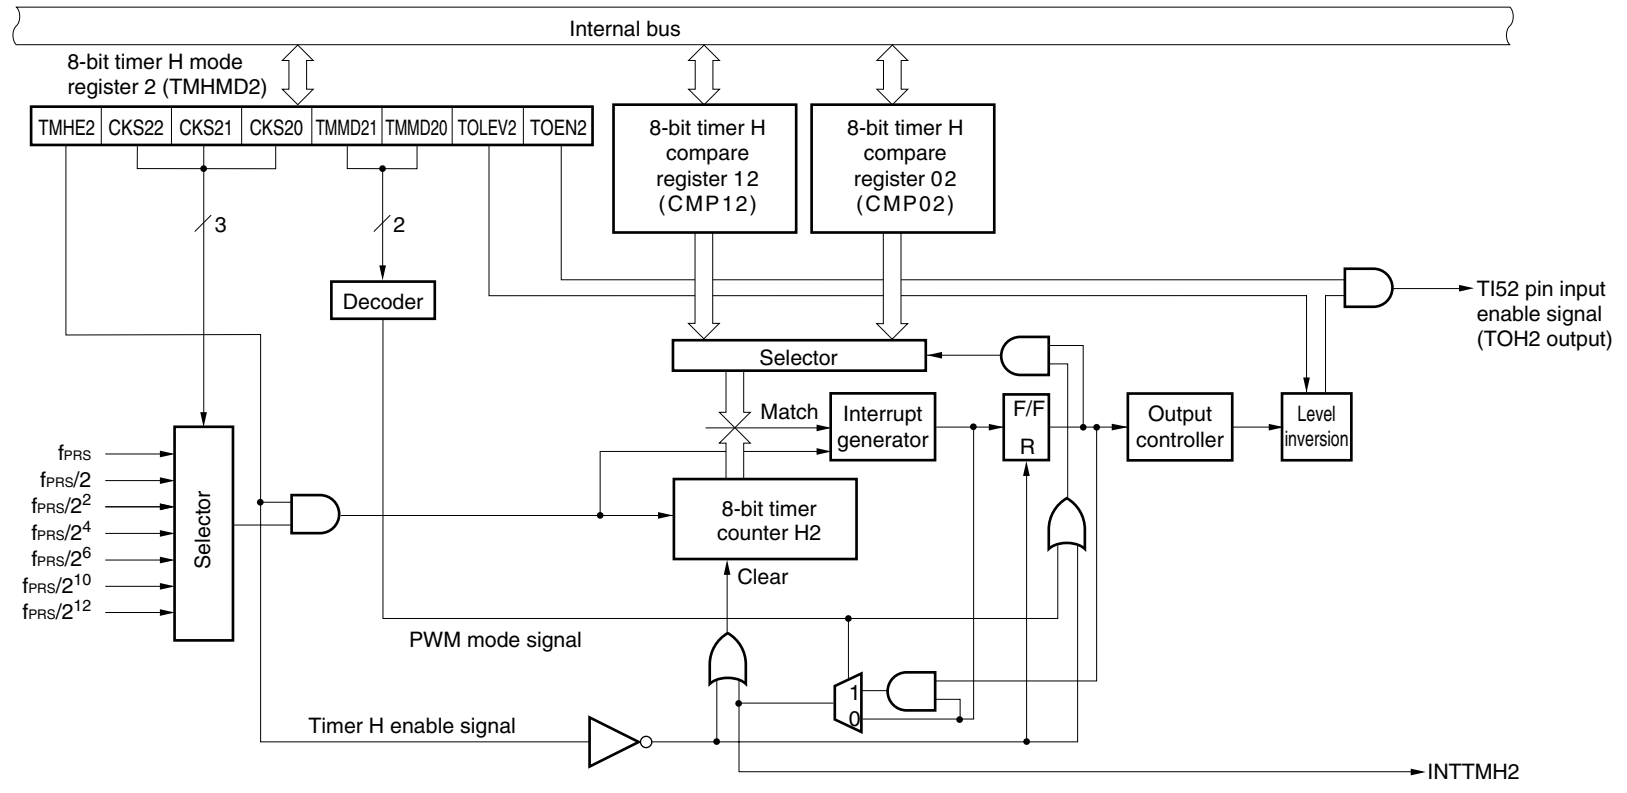 Internal bus
8-bit timer H mode
register 2 (TMHMD2)
TMHE2 CKS22 CKS21 CKS20 TMMD21 TMMD20 TOLEV2 TOEN2
8-bit timer H
compare
register 12
(CMP12)
8-bit timer H
compare
register 02
(CMP02)
3
2
Decoder
TI52 pin input
enable signal
(TOH2 output)
Selector
Match
Interrupt
generator
F/F
R
Output
controller
Level
inversion
fPRS
fPRS/2
fPRS/2²
fPRS/2⁴
fPRS/2⁶
fPRS/2¹⁰
fPRS/2¹²
Selector
8-bit timer
counter H2
Clear
PWM mode signal
1
0
Timer H enable signal
INTTMH2